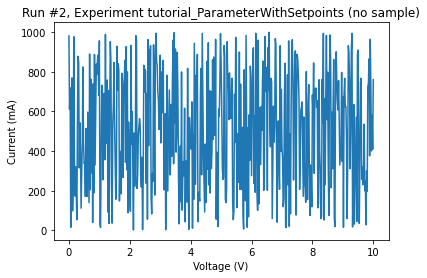 Run #2, Experiment tutorial_ParameterWithSetpoints (no sample)
Current (mA)
1000
800
600
400
200
0
0 2 4 6 8 10
Voltage (V)